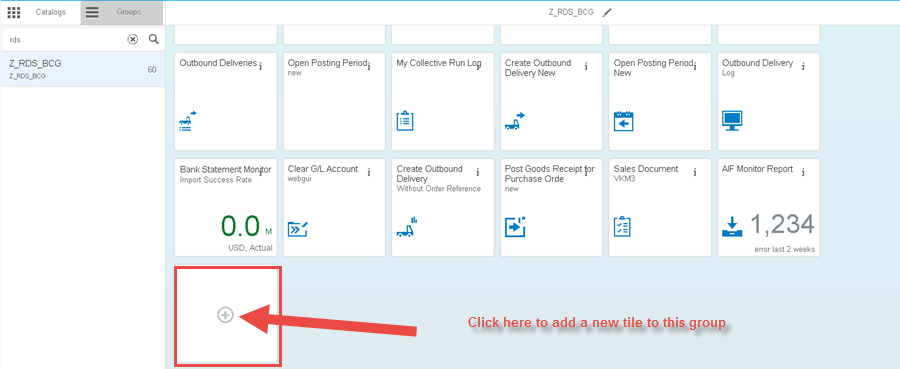 Catalogs Groups Z_RDS_BCG
rds
Z_RDS_BCG
Z_RDS_BCG
60
Outbound Deliveries i
Open Posting Period i
new
My Collective Run Log i
Create Outbound i
Delivery New
Open Posting Period i
New
Outbound Delivery i
Log
Bank Statement Monitor i
Import Success Rate
0.0 M
USD, Actual
Clear G/L Account i
webgui
Create Outbound i
Delivery
Without Order Reference
Post Goods Receipt for i
Purchase Orde
new
Sales Document i
VKM3
AIF Monitor Report i
1,234
error last 2 weeks
Click here to add a new tile to this group